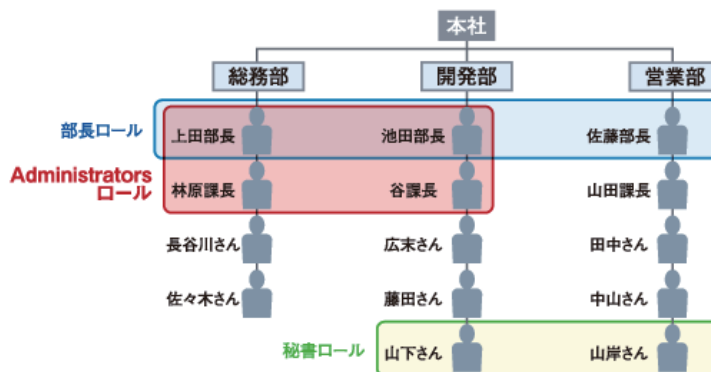 本社
総務部 開発部 営業部
部長ロール 上田部長 池田部長 佐藤部長
Administrators
ロール
林原課長 谷課長 山田課長
長谷川さん 広末さん 田中さん
佐々木さん 藤田さん 中山さん
秘書ロール 山下さん 山岸さん